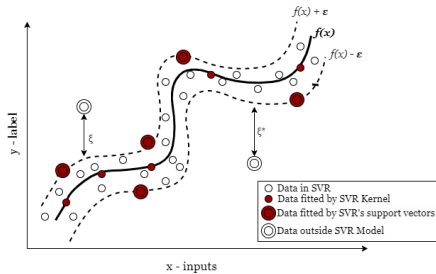 f(x) + ε
f(x)
f(x) - ε
y - label
ξ
ξ*
Data in SVR
Data fitted by SVR Kernel
Data fitted by SVR's support vectors
Data outside SVR Model
x - inputs